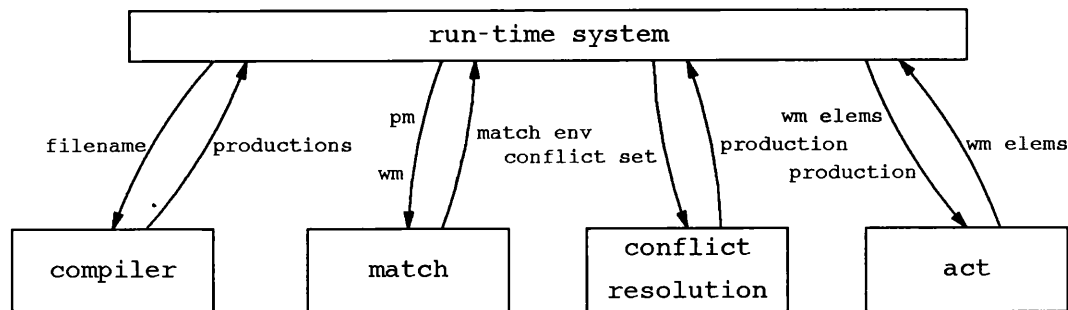 run-time system
pm
wm elems
match env
filename
productions
conflict set
production
wm elems
wm
production
compiler
match
conflict
resolution
act